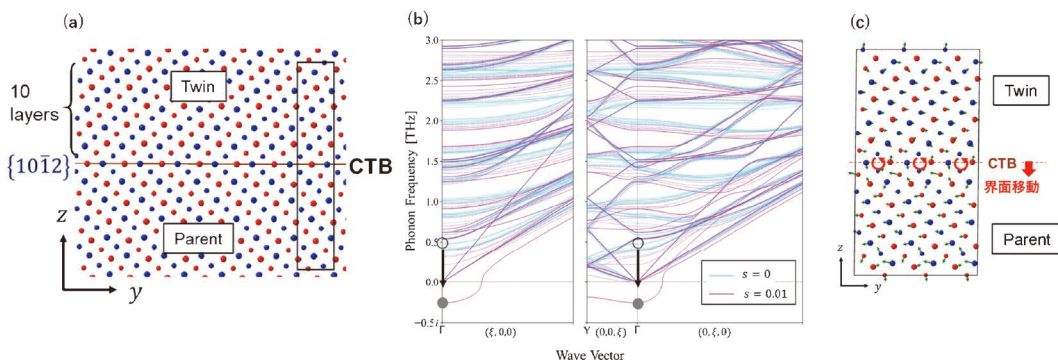 (a)
10
layers
Twin
{101̄2}
CTB
Parent
z
y
(b)
Phonon Frequency [THz]
3.0
2.5
2.0
1.5
1.0
0.5
0.0
−0.5i
s = 0
s = 0.01
Γ
(ξ,0,0)
Y
(0,0,ξ)
Γ
(0,ξ,0)
Wave Vector
(c)
Twin
CTB
界面移動
Parent
z
y